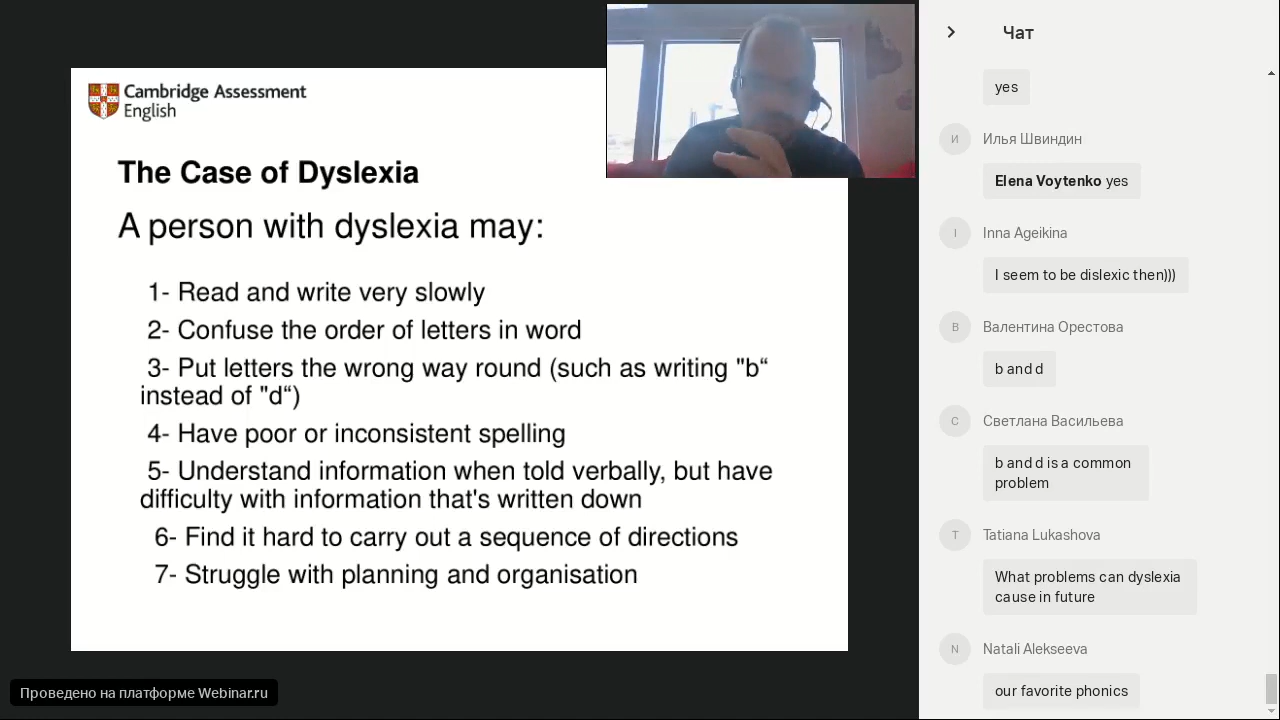 Cambridge Assessment
English
The Case of Dyslexia
A person with dyslexia may:
1- Read and write very slowly
2- Confuse the order of letters in word
3- Put letters the wrong way round (such as writing "b“
instead of "d“)
4- Have poor or inconsistent spelling
5- Understand information when told verbally, but have
difficulty with information that's written down
6- Find it hard to carry out a sequence of directions
7- Struggle with planning and organisation
Проведено на платформе Webinar.ru
Чат
yes
И
Илья Швиндин
Elena Voytenko yes
I
Inna Ageikina
I seem to be dislexic then)))
В
Валентина Орестова
b and d
С
Светлана Васильева
b and d is a common
problem
T
Tatiana Lukashova
What problems can dyslexia
cause in future
N
Natali Alekseeva
our favorite phonics